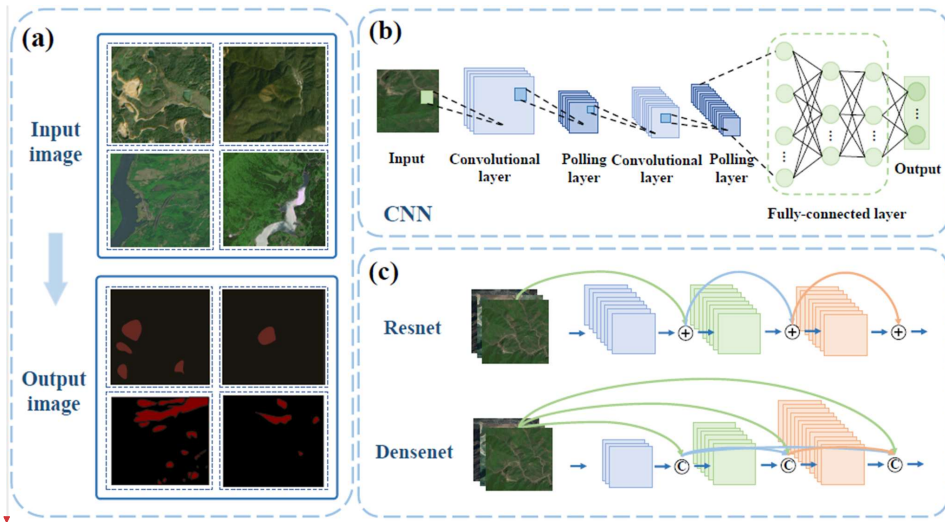 (a)
Input
image
Output
image
(b)
Input
Convolutional
layer
Polling
layer
Convolutional
layer
Polling
layer
Fully-connected layer
Output
CNN
(c)
Resnet
+
+
+
Densenet
C
C
C